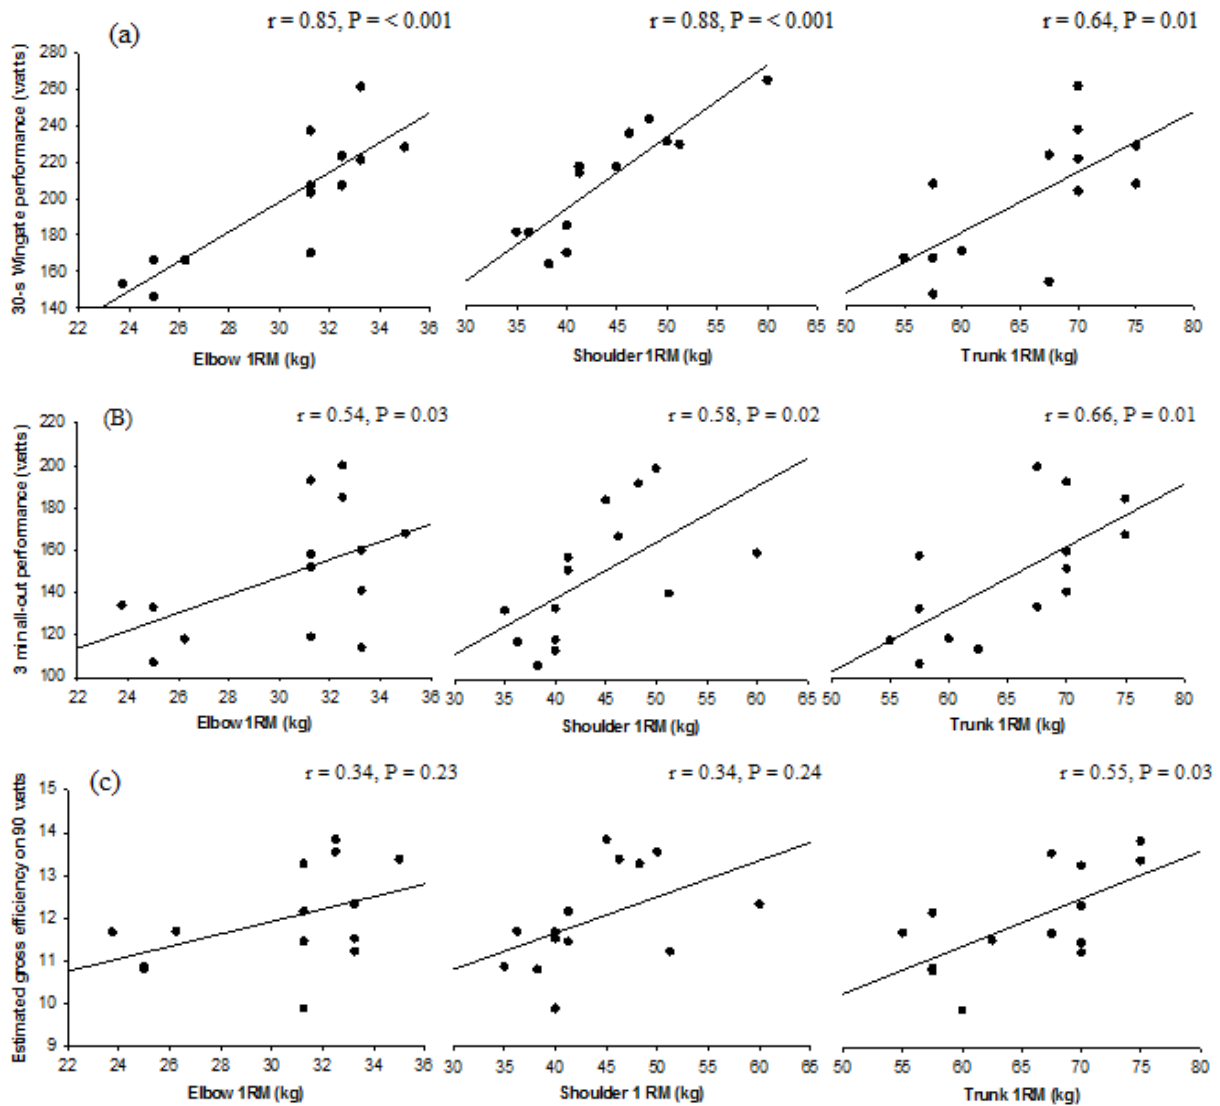 (a)
r = 0.85, P = < 0.001
r = 0.88, P = < 0.001
r = 0.64, P = 0.01
30-s Wingate performance (watts)
280
260
240
220
200
180
160
140
22 24 26 28 30 32 34 36
30 35 40 45 50 55 60 65
50 55 60 65 70 75 80
Elbow 1RM (kg)
Shoulder 1RM (kg)
Trunk 1RM (kg)
(B)
r = 0.54, P = 0.03
r = 0.58, P = 0.02
r = 0.66, P = 0.01
3 min all-out performance (watts)
220
200
180
160
140
120
100
22 24 26 28 30 32 34 36
30 35 40 45 50 55 60 65
50 55 60 65 70 75 80
Elbow 1RM (kg)
Shoulder 1RM (kg)
Trunk 1RM (kg)
(c)
r = 0.34, P = 0.23
r = 0.34, P = 0.24
r = 0.55, P = 0.03
Estimated gross efficiency on 90 watts
15
14
13
12
11
10
9
22 24 26 28 30 32 34 36
30 35 40 45 50 55 60 65
50 55 60 65 70 75 80
Elbow 1RM (kg)
Shoulder 1 RM (kg)
Trunk 1RM (kg)